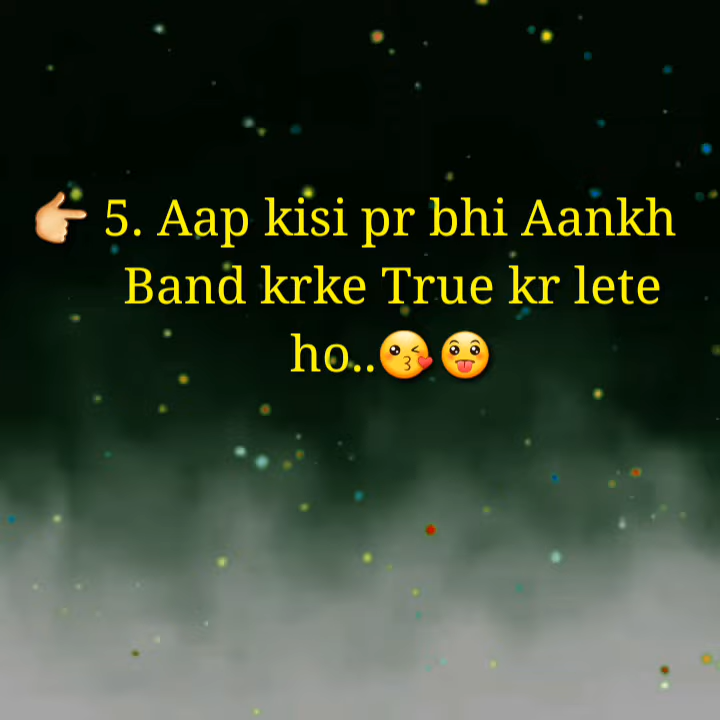 👉 5. Aap kisi pr bhi Aankh
Band krke True kr lete
ho..😘😛